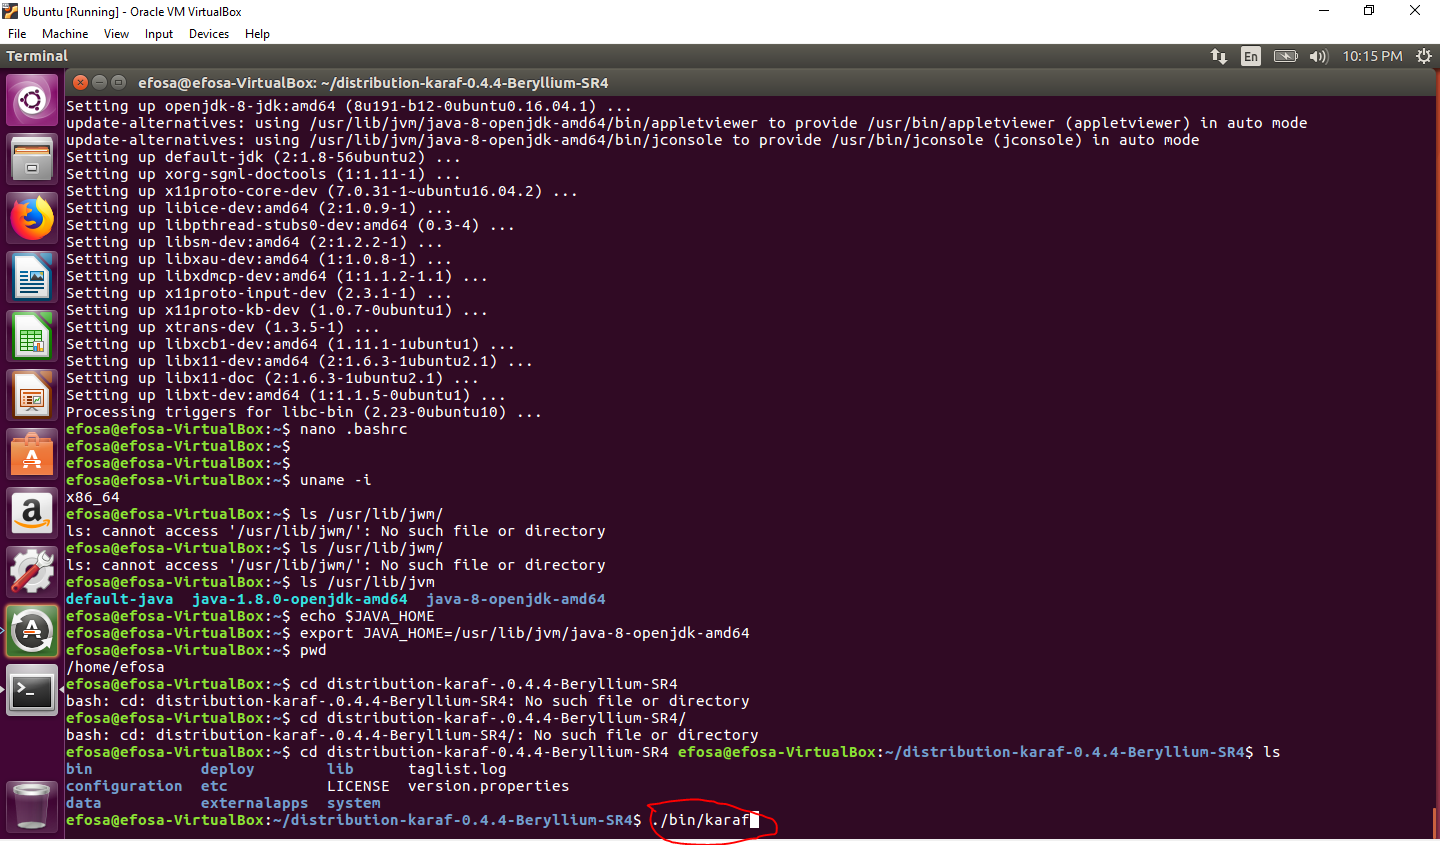 Ubuntu [Running] - Oracle VM VirtualBox
File Machine View Input Devices Help
Terminal En 10:15 PM
efosa@efosa-VirtualBox: ~/distribution-karaf-0.4.4-Beryllium-SR4
Setting up openjdk-8-jdk:amd64 (8u191-b12-0ubuntu0.16.04.1) ...
update-alternatives: using /usr/lib/jvm/java-8-openjdk-amd64/bin/appletviewer to provide /usr/bin/appletviewer (appletviewer) in auto mode
update-alternatives: using /usr/lib/jvm/java-8-openjdk-amd64/bin/jconsole to provide /usr/bin/jconsole (jconsole) in auto mode
Setting up default-jdk (2:1.8-56ubuntu2) ...
Setting up xorg-sgml-doctools (1:1.11-1) ...
Setting up x11proto-core-dev (7.0.31-1~ubuntu16.04.2) ...
Setting up libice-dev:amd64 (2:1.0.9-1) ...
Setting up libpthread-stubs0-dev:amd64 (0.3-4) ...
Setting up libsm-dev:amd64 (2:1.2.2-1) ...
Setting up libxau-dev:amd64 (1:1.0.8-1) ...
Setting up libxdmcp-dev:amd64 (1:1.1.2-1.1) ...
Setting up x11proto-input-dev (2.3.1-1) ...
Setting up x11proto-kb-dev (1.0.7-0ubuntu1) ...
Setting up xtrans-dev (1.3.5-1) ...
Setting up libxcb1-dev:amd64 (1.11.1-1ubuntu1) ...
Setting up libx11-dev:amd64 (2:1.6.3-1ubuntu2.1) ...
Setting up libx11-doc (2:1.6.3-1ubuntu2.1) ...
Setting up libxt-dev:amd64 (1:1.1.5-0ubuntu1) ...
Processing triggers for libc-bin (2.23-0ubuntu10) ...
efosa@efosa-VirtualBox:~$ nano .bashrc
efosa@efosa-VirtualBox:~$
efosa@efosa-VirtualBox:~$
efosa@efosa-VirtualBox:~$ uname -i
x86_64
efosa@efosa-VirtualBox:~$ ls /usr/lib/jwm/
ls: cannot access '/usr/lib/jwm/': No such file or directory
efosa@efosa-VirtualBox:~$ ls /usr/lib/jwm/
ls: cannot access '/usr/lib/jwm/': No such file or directory
efosa@efosa-VirtualBox:~$ ls /usr/lib/jvm
default-java java-1.8.0-openjdk-amd64 java-8-openjdk-amd64
efosa@efosa-VirtualBox:~$ echo $JAVA_HOME
efosa@efosa-VirtualBox:~$ export JAVA_HOME=/usr/lib/jvm/java-8-openjdk-amd64
efosa@efosa-VirtualBox:~$ pwd
/home/efosa
efosa@efosa-VirtualBox:~$ cd distribution-karaf-.0.4.4-Beryllium-SR4
bash: cd: distribution-karaf-.0.4.4-Beryllium-SR4: No such file or directory
efosa@efosa-VirtualBox:~$ cd distribution-karaf-.0.4.4-Beryllium-SR4/
bash: cd: distribution-karaf-.0.4.4-Beryllium-SR4/: No such file or directory
efosa@efosa-VirtualBox:~$ cd distribution-karaf-0.4.4-Beryllium-SR4 efosa@efosa-VirtualBox:~/distribution-karaf-0.4.4-Beryllium-SR4$ ls
bin deploy lib taglist.log
configuration etc LICENSE version.properties
data externalapps system
efosa@efosa-VirtualBox:~/distribution-karaf-0.4.4-Beryllium-SR4$ ./bin/karaf